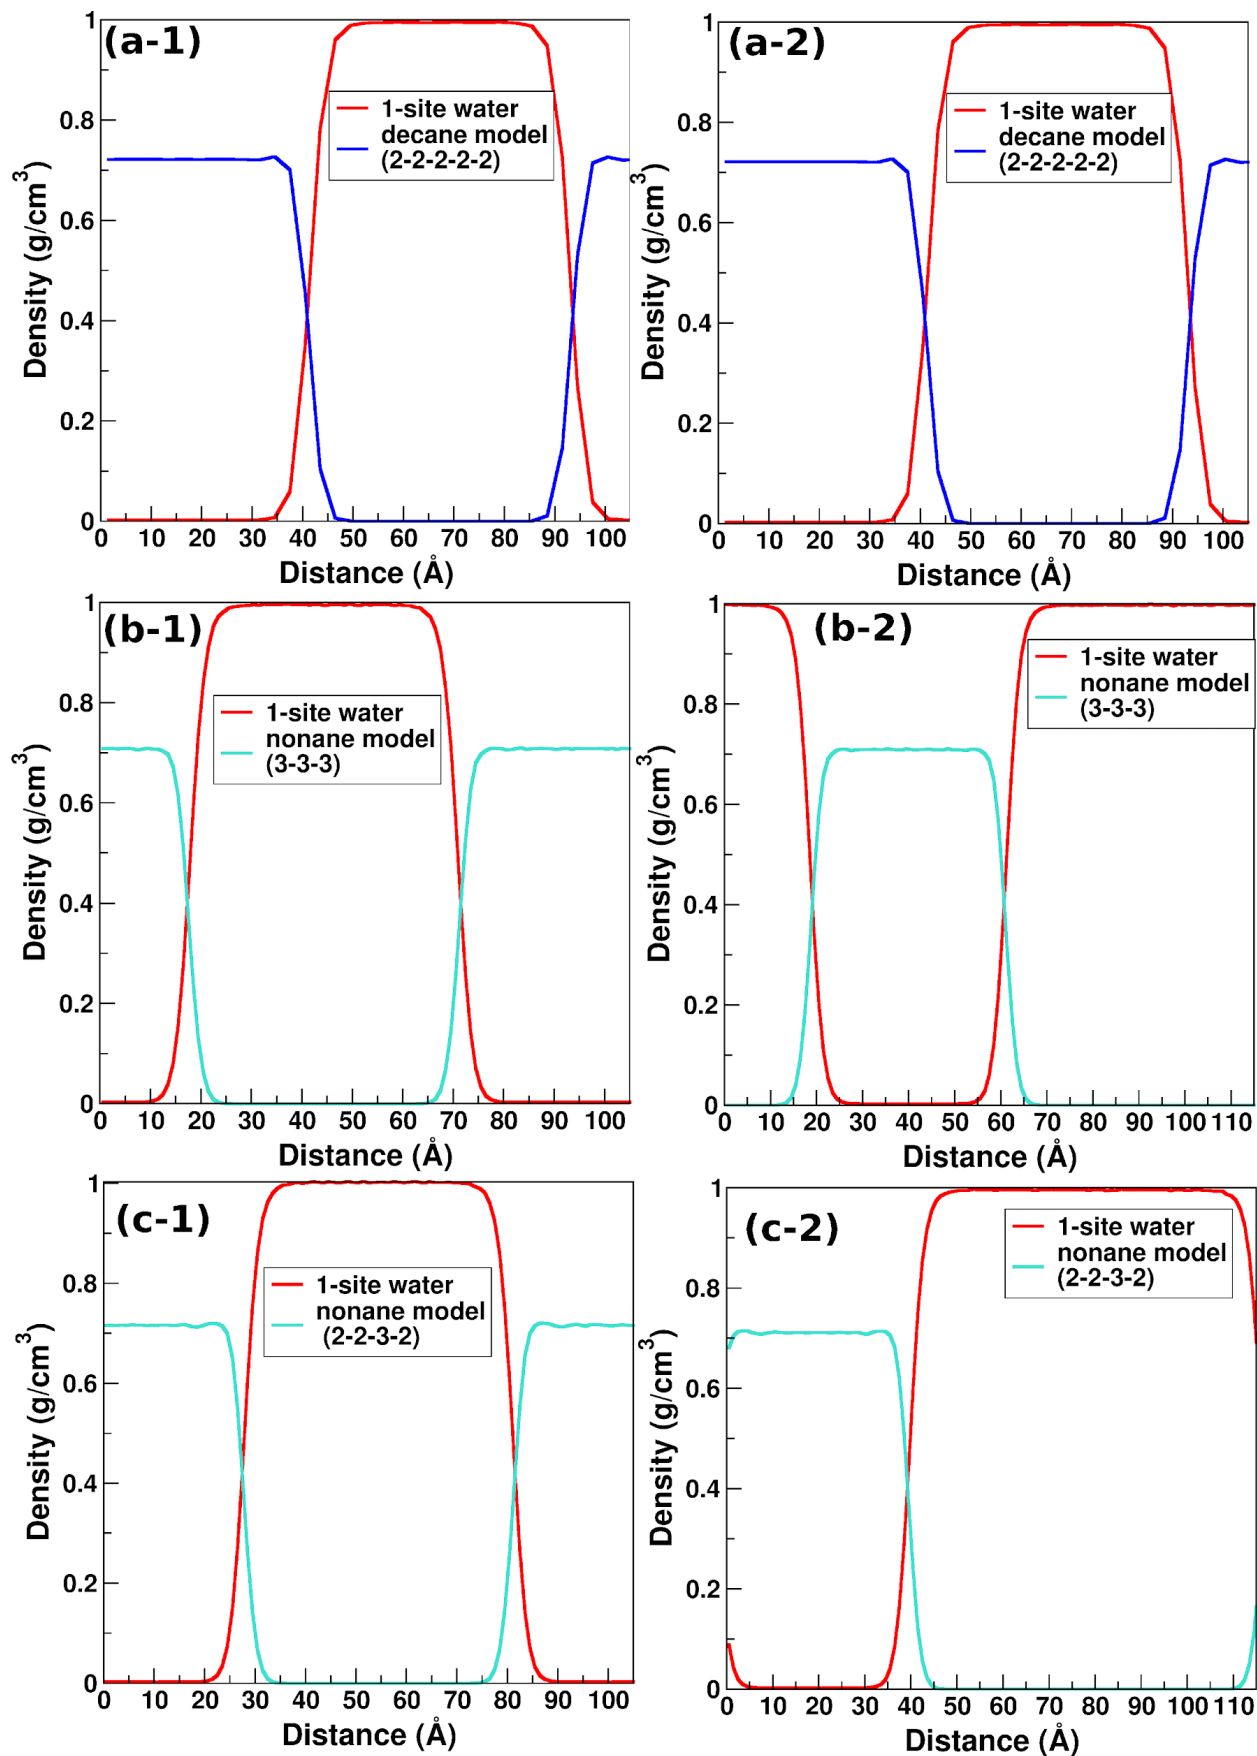 (a-1)
1-site water
decane model
(2-2-2-2-2)
Density (g/cm³)
1
0.8
0.6
0.4
0.2
0
0 10 20 30 40 50 60 70 80 90 100
Distance (Å)
(a-2)
1-site water
decane model
(2-2-2-2-2)
Density (g/cm³)
1
0.8
0.6
0.4
0.2
0
0 10 20 30 40 50 60 70 80 90 100
Distance (Å)
(b-1)
1-site water
nonane model
(3-3-3)
Density (g/cm³)
1
0.8
0.6
0.4
0.2
0
0 10 20 30 40 50 60 70 80 90 100
Distance (Å)
(b-2)
1-site water
nonane model
(3-3-3)
Density (g/cm³)
1
0.8
0.6
0.4
0.2
0
0 10 20 30 40 50 60 70 80 90 100 110
Distance (Å)
(c-1)
1-site water
nonane model
(2-2-3-2)
Density (g/cm³)
1
0.8
0.6
0.4
0.2
0
0 10 20 30 40 50 60 70 80 90 100
Distance (Å)
(c-2)
1-site water
nonane model
(2-2-3-2)
Density (g/cm³)
1
0.8
0.6
0.4
0.2
0
0 10 20 30 40 50 60 70 80 90 100 110
Distance (Å)